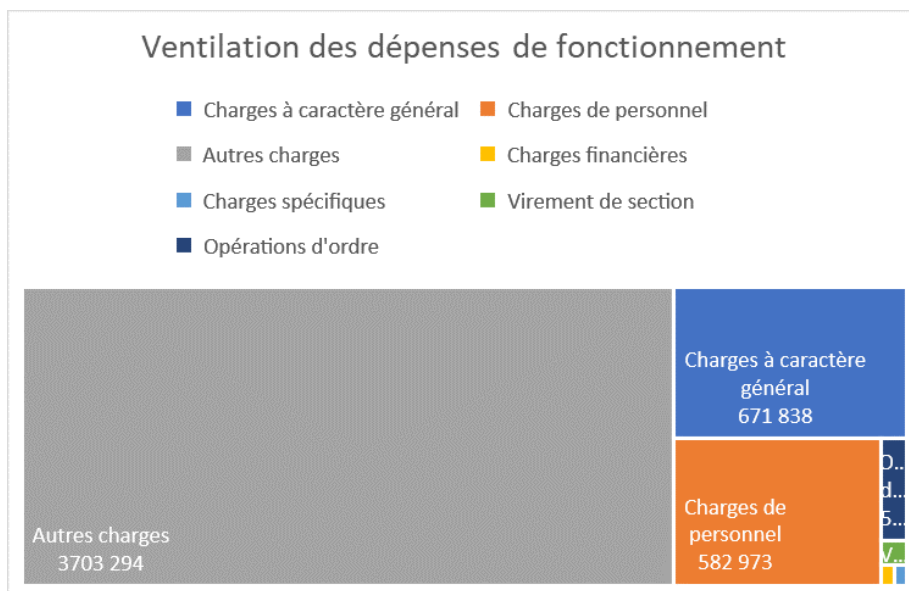 Ventilation des dépenses de fonctionnement
Charges à caractère général
Charges de personnel
Autres charges
Charges financières
Charges spécifiques
Virement de section
Opérations d'ordre
Charges à caractère
général
671 838
O...
d...
5...
Autres charges
3703 294
Charges de
personnel
582 973
V...